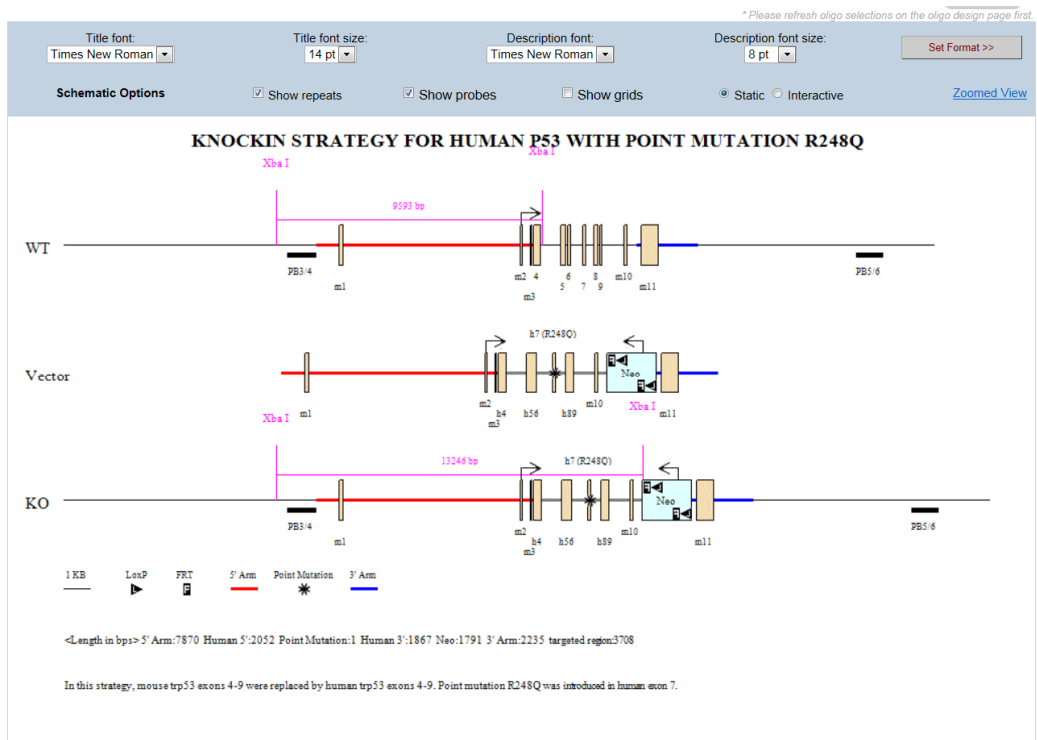 * Please refresh oligo selections on the oligo design page first.
Title font: Title font size: Description font: Description font size:
Times New Roman 14 pt Times New Roman 8 pt Set Format >>
Schematic Options Show repeats Show probes Show grids Static Interactive Zoomed View
KNOCKIN STRATEGY FOR HUMAN P53 WITH POINT MUTATION R248Q
Xba I Xba I
9593 bp
WT
PB3/4 m2 4 6 8 m10 PB5/6
m1 5 7 9 m11
m3
h7 (R248Q)
Vector Neo
m2 m10 Xba I
Xba I m1 h4 h56 h89 m11
m3
13246 bp h7 (R248Q)
KO Neo
PB3/4 m2 m10 PB5/6
m1 h4 h56 h89 m11
m3
1 KB LoxP FRT 5' Arm Point Mutation 3' Arm
<Length in bps> 5' Arm:7870 Human 5':2052 Point Mutation:1 Human 3':1867 Neo:1791 3' Arm:2235 targeted region:3708
In this strategy, mouse trp53 exons 4-9 were replaced by human trp53 exons 4-9. Point mutation R248Q was introduced in human exon 7.